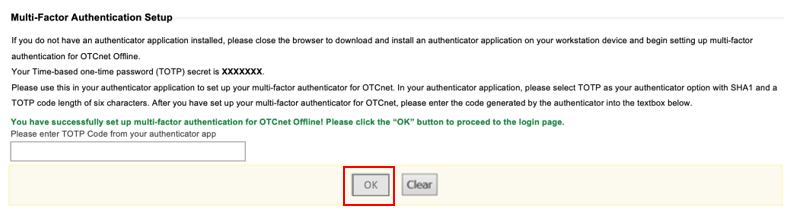 Multi-Factor Authentication Setup
If you do not have an authenticator application installed, please close the browser to download and install an authenticator application on your workstation device and begin setting up multi-factor
authentication for OTCnet Offline.
Your Time-based one-time password (TOTP) secret is XXXXXXX.
Please use this in your authenticator application to set up your multi-factor authenticator for OTCnet. In your authenticator application, please select TOTP as your authenticator option with SHA1 and a
TOTP code length of six characters. After you have set up your multi-factor authenticator for OTCnet, please enter the code generated by the authenticator into the textbox below.
You have successfully set up multi-factor authentication for OTCnet Offline! Please click the “OK” button to proceed to the login page.
Please enter TOTP Code from your authenticator app
OK Clear